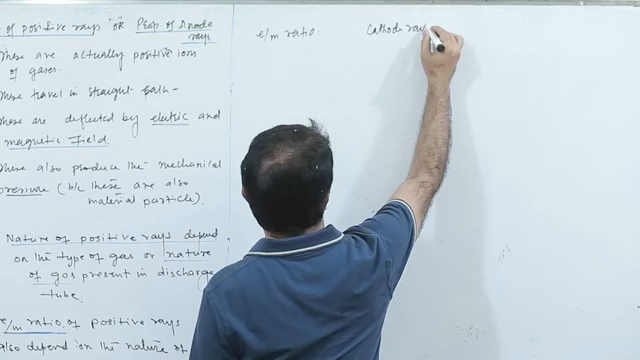 of positive rays "or" Prop of Anode
rays
These are actually positive ions
of gases.
These travel in straight path-
These are deflected by eletric and
magnetic Field.
These also produce the mechanical
pressure (b/c these are also
material particle).
Nature of positive rays depend
on the type of gas or nature
of gas present in discharge
tube.
e/m ratio of positive rays
also depend ion the nature of
e/m ratio:
Cathode ray